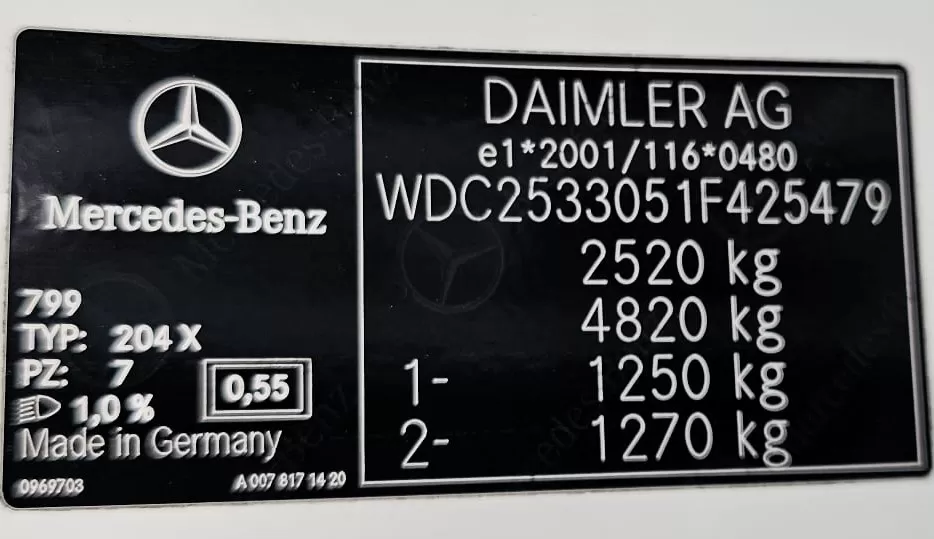 Mercedes-Benz
799
TYP: 204 X
PZ: 7
1,0 %
0,55
Made in Germany
0969703
A 007 817 14 20
DAIMLER AG
e1*2001/116*0480
WDC2533051F425479
2520 kg
4820 kg
1- 1250 kg
2- 1270 kg